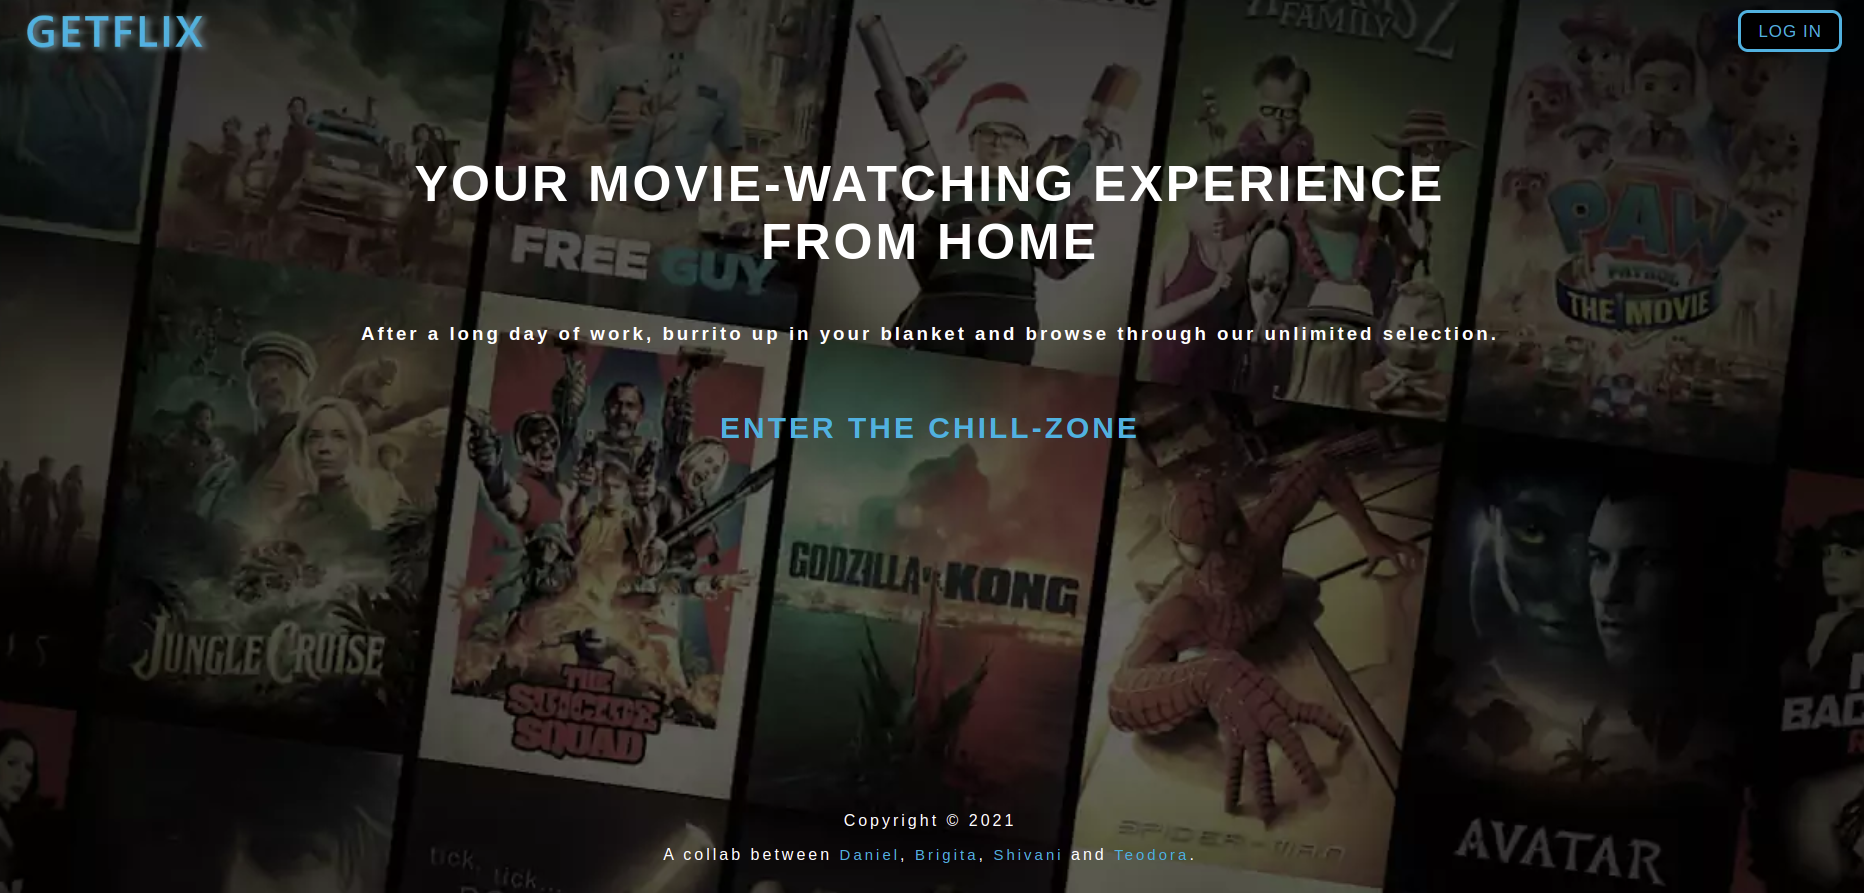 GETFLIX
LOG IN
FAMILY 2
YOUR MOVIE-WATCHING EXPERIENCE
FROM HOME
FREE GUY
PAW
PATROL
THE MOVIE
After a long day of work, burrito up in your blanket and browse through our unlimited selection.
ENTER THE CHILL-ZONE
GODZILLA vs KONG
JUNGLE CRUISE
THE
SUICIDE
SQUAD
SPIDER-MAN
AVATAR
tick, tick...
Copyright © 2021
A collab between Daniel, Brigita, Shivani and Teodora.